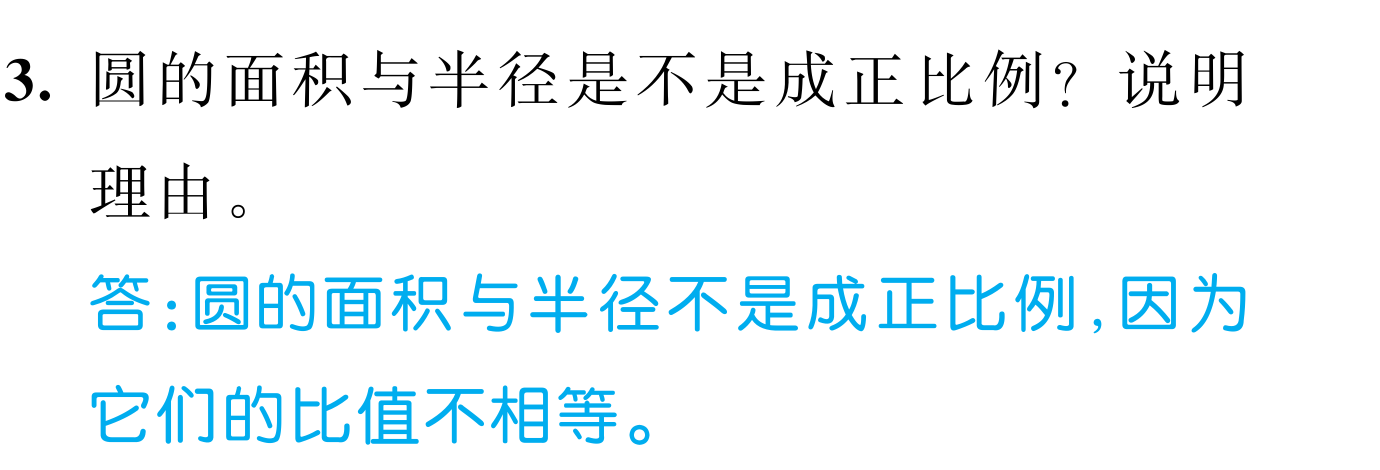 3. 圆的面积与半径是不是成正比例？说明
理由。
答：圆的面积与半径不是成正比例，因为
它们的比值不相等。